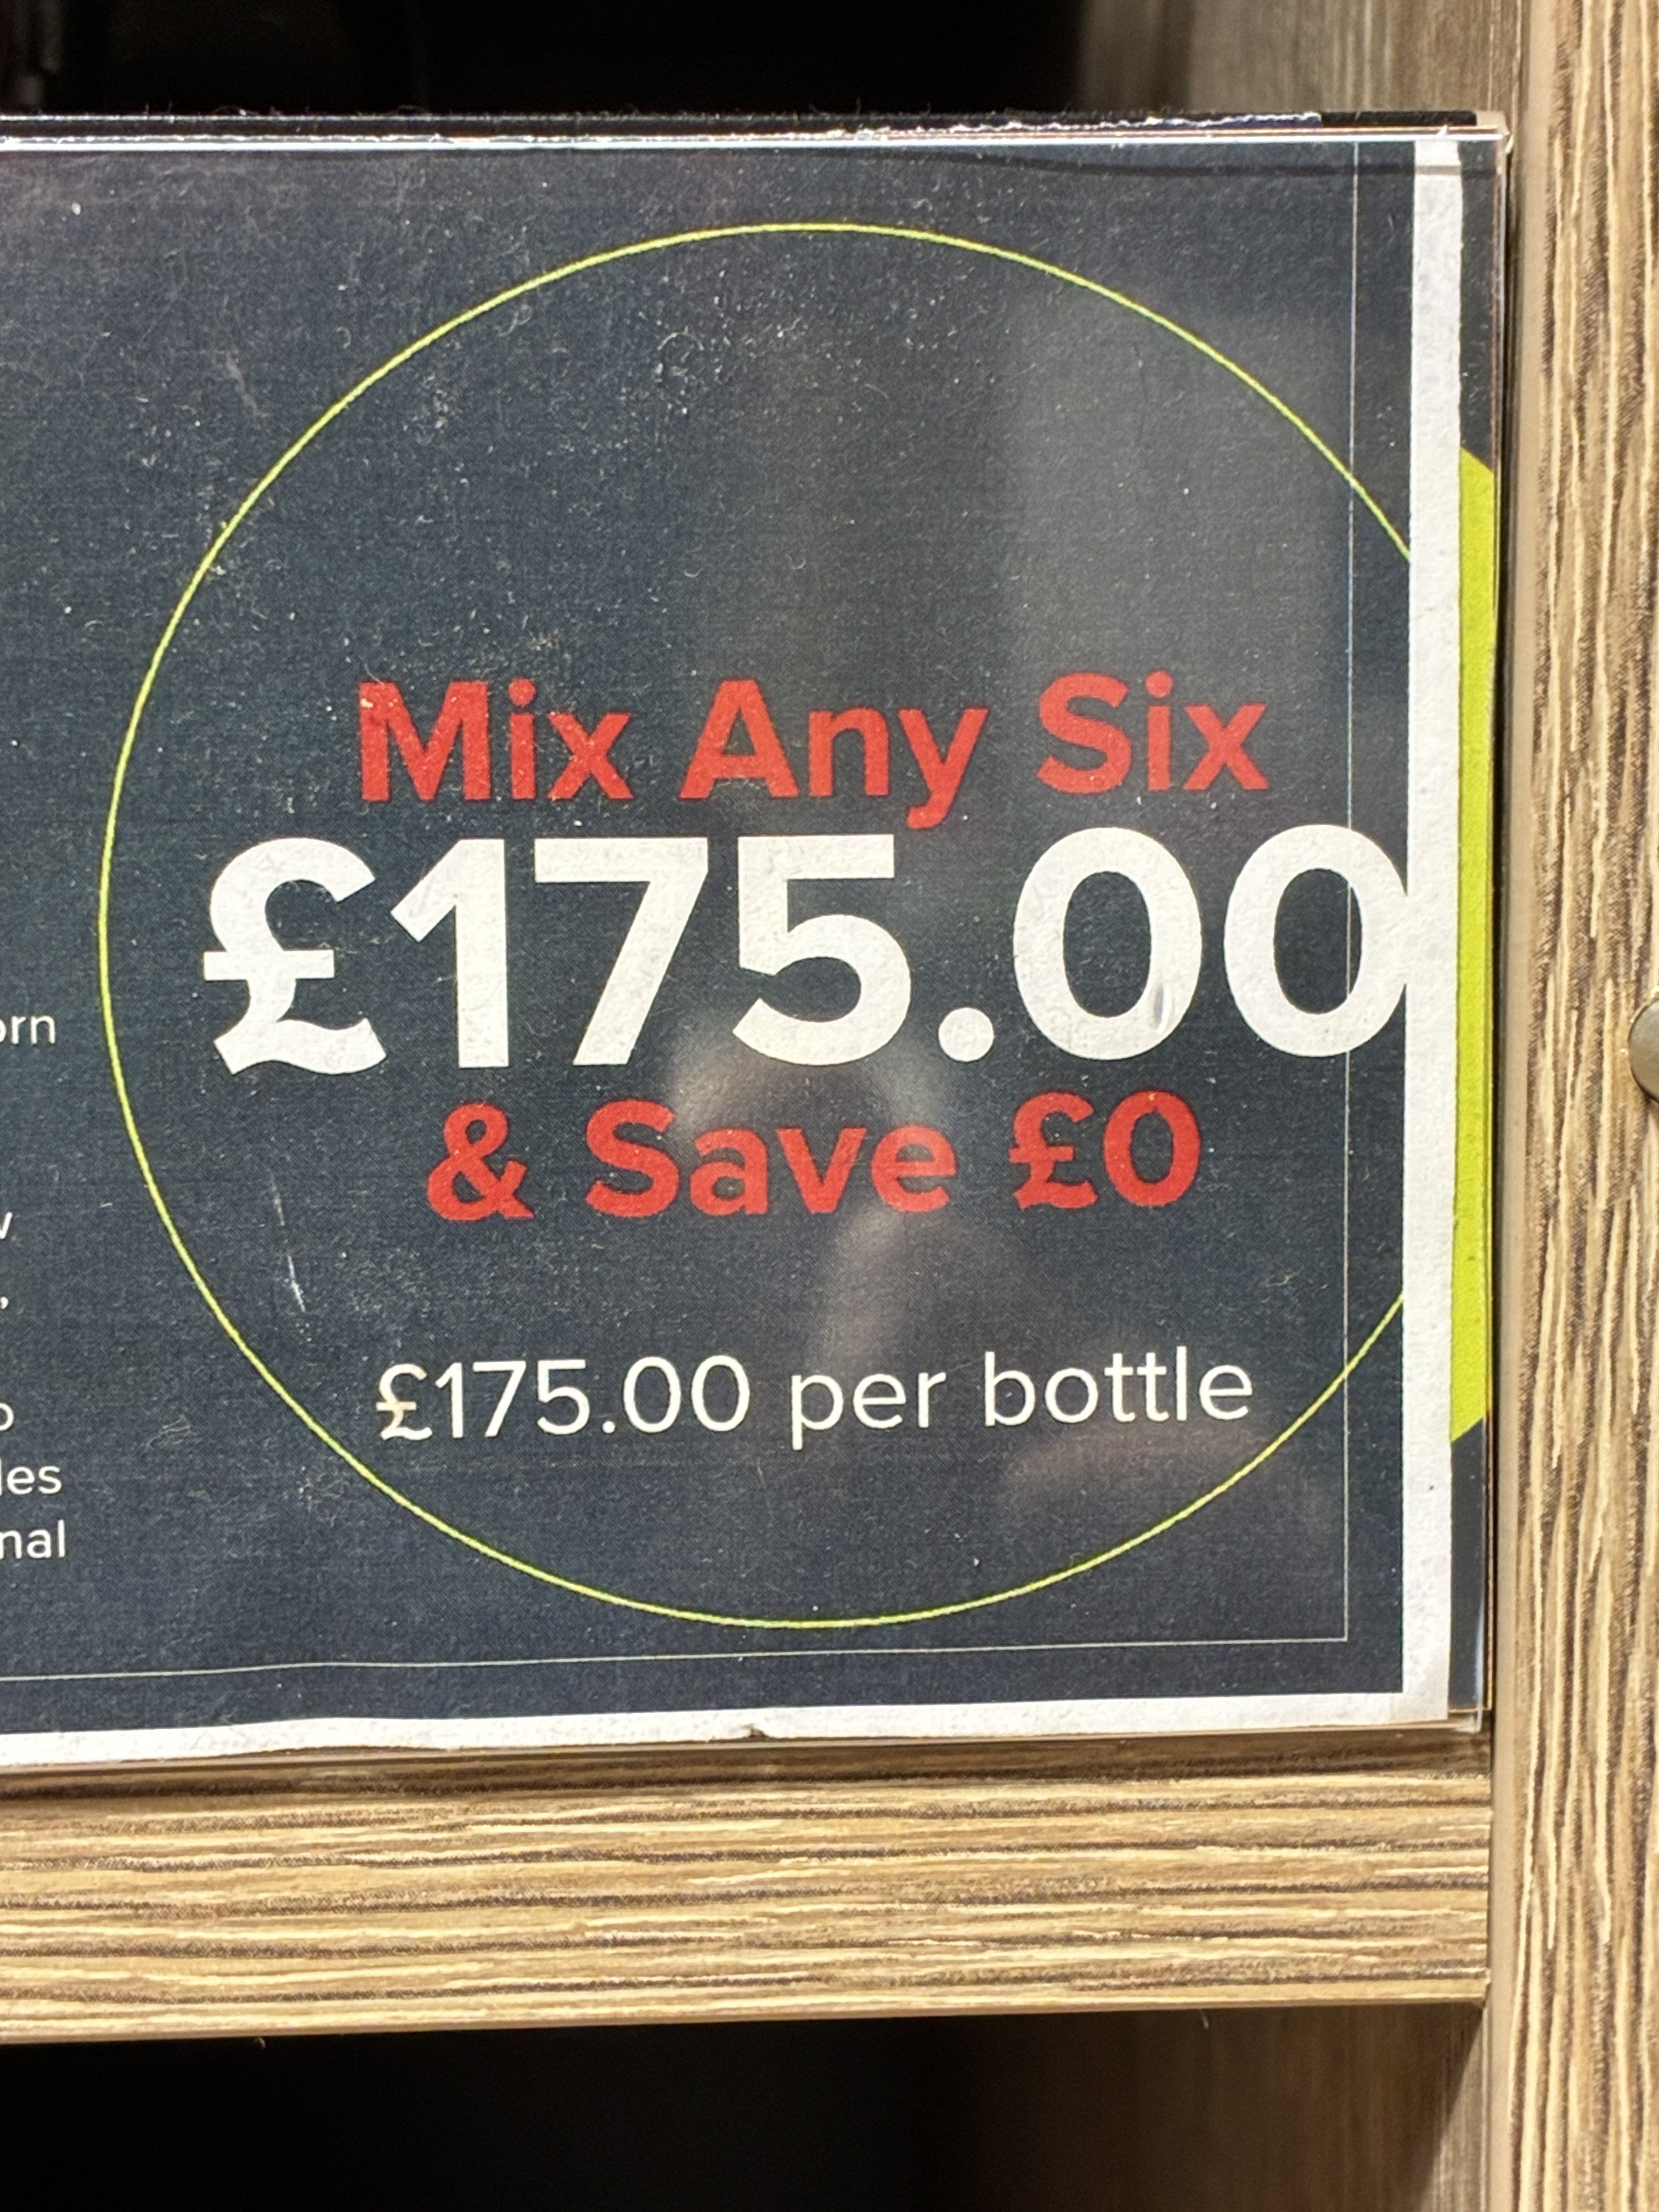 Mix Any Six
£175.00
& Save £0
£175.00 per bottle